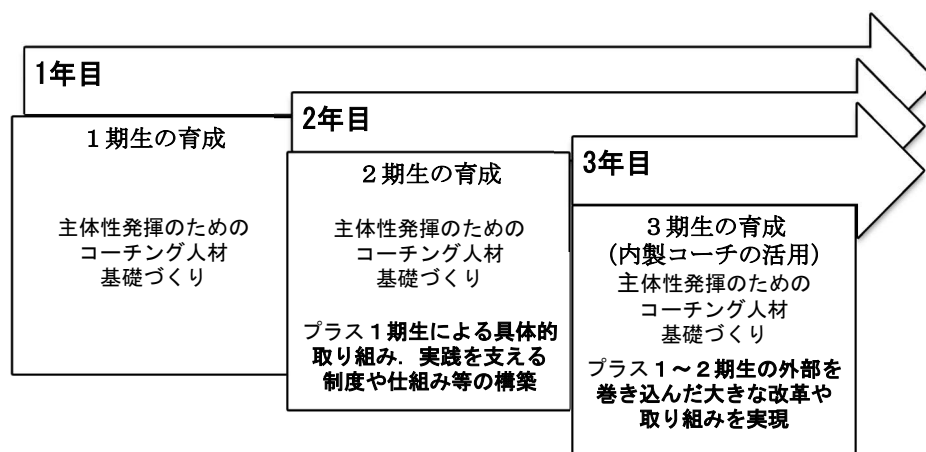 1年目
１期生の育成
主体性発揮のための
コーチング人材
基礎づくり
2年目
２期生の育成
主体性発揮のための
コーチング人材
基礎づくり
プラス１期生による具体的
取り組み．実践を支える
制度や仕組み等の構築
3年目
３期生の育成
(内製コーチの活用)
主体性発揮のための
コーチング人材
基礎づくり
プラス１～２期生の外部を
巻き込んだ大きな改革や
取り組みを実現